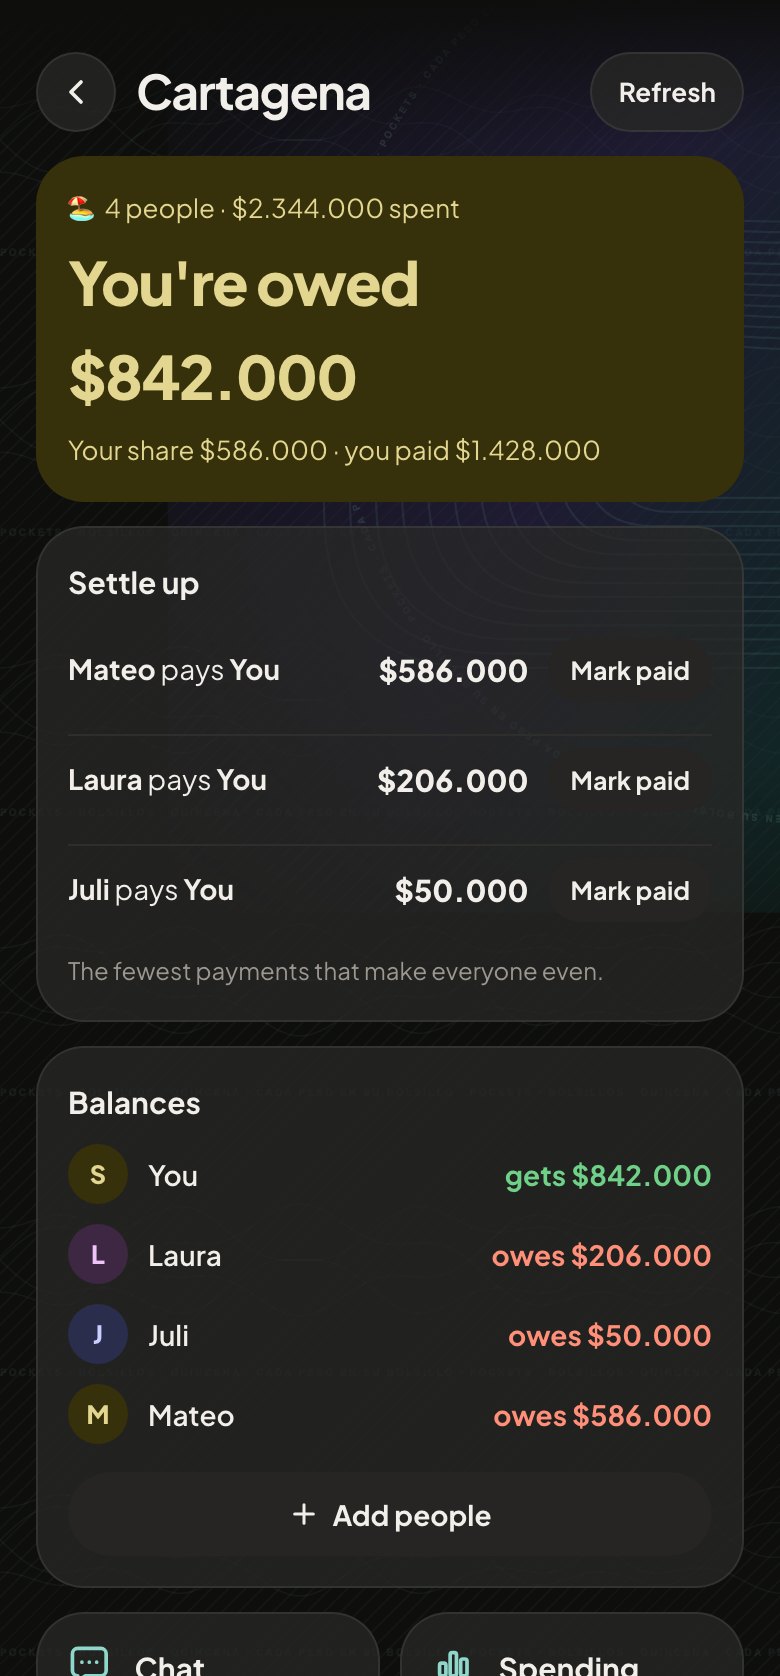 Cartagena
Refresh
4 people · $2.344.000 spent
You're owed
$842.000
Your share $586.000 · you paid $1.428.000
Settle up
Mateo pays You $586.000 Mark paid
Laura pays You $206.000 Mark paid
Juli pays You $50.000 Mark paid
The fewest payments that make everyone even.
Balances
S You gets $842.000
L Laura owes $206.000
J Juli owes $50.000
M Mateo owes $586.000
+ Add people
Chat
Spending